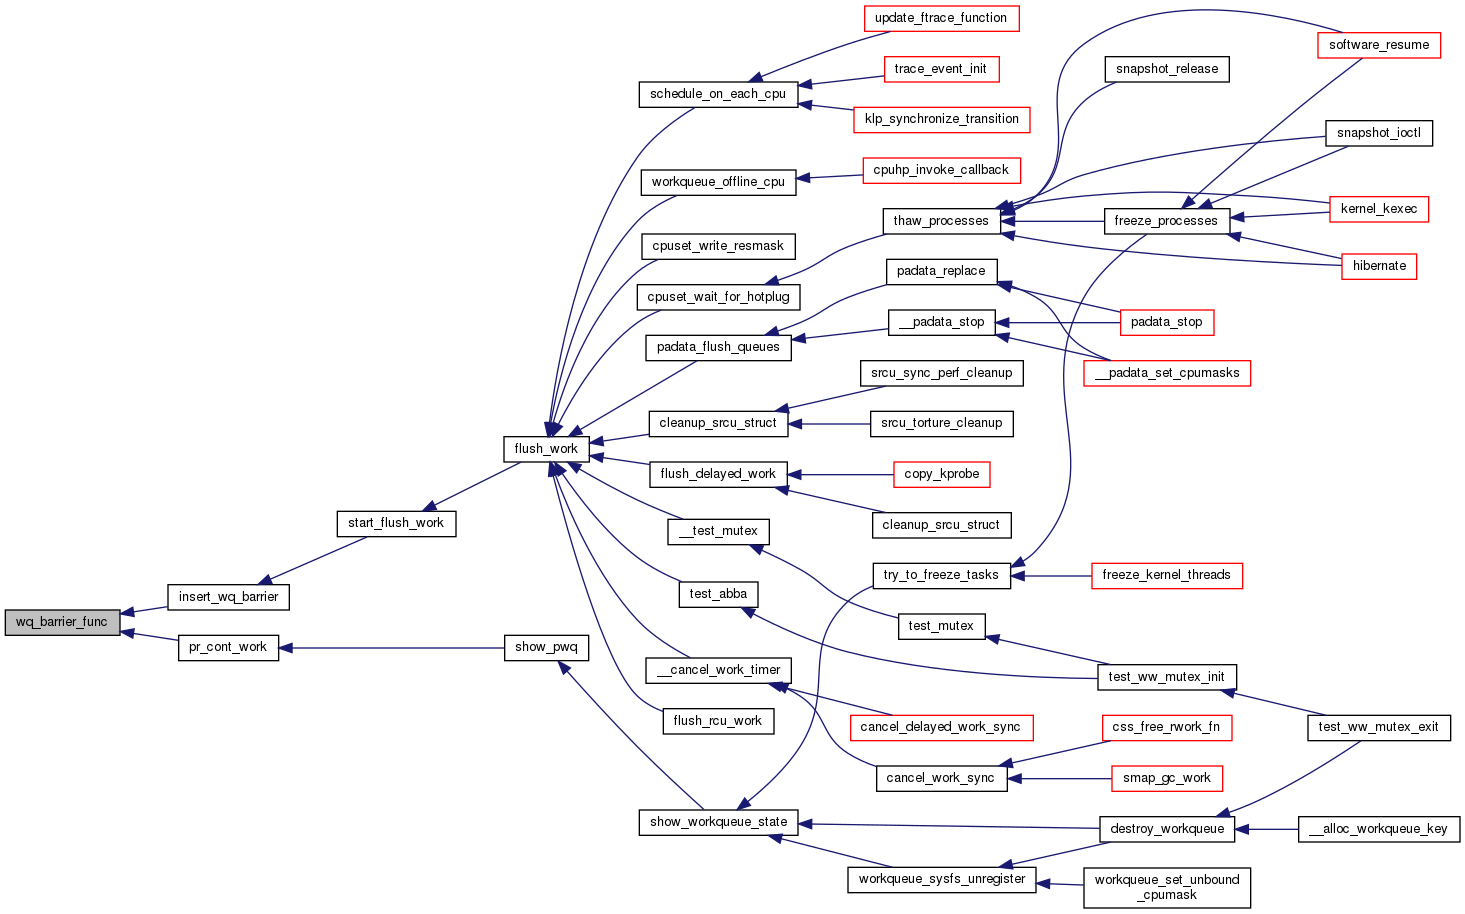 update_ftrace_function
software_resume
trace_event_init
snapshot_release
schedule_on_each_cpu
klp_synchronize_transition
snapshot_ioctl
cpuhp_invoke_callback
workqueue_offline_cpu
kernel_kexec
thaw_processes
freeze_processes
cpuset_write_resmask
hibernate
padata_replace
cpuset_wait_for_hotplug
__padata_stop
padata_stop
padata_flush_queues
srcu_sync_perf_cleanup
__padata_set_cpumasks
cleanup_srcu_struct
srcu_torture_cleanup
flush_work
flush_delayed_work
copy_kprobe
start_flush_work
cleanup_srcu_struct
__test_mutex
try_to_freeze_tasks
freeze_kernel_threads
insert_wq_barrier
test_abba
wq_barrier_func
test_mutex
pr_cont_work
show_pwq
__cancel_work_timer
test_ww_mutex_init
flush_rcu_work
cancel_delayed_work_sync
css_free_rwork_fn
test_ww_mutex_exit
cancel_work_sync
smap_gc_work
show_workqueue_state
destroy_workqueue
__alloc_workqueue_key
workqueue_sysfs_unregister
workqueue_set_unbound
_cpumask